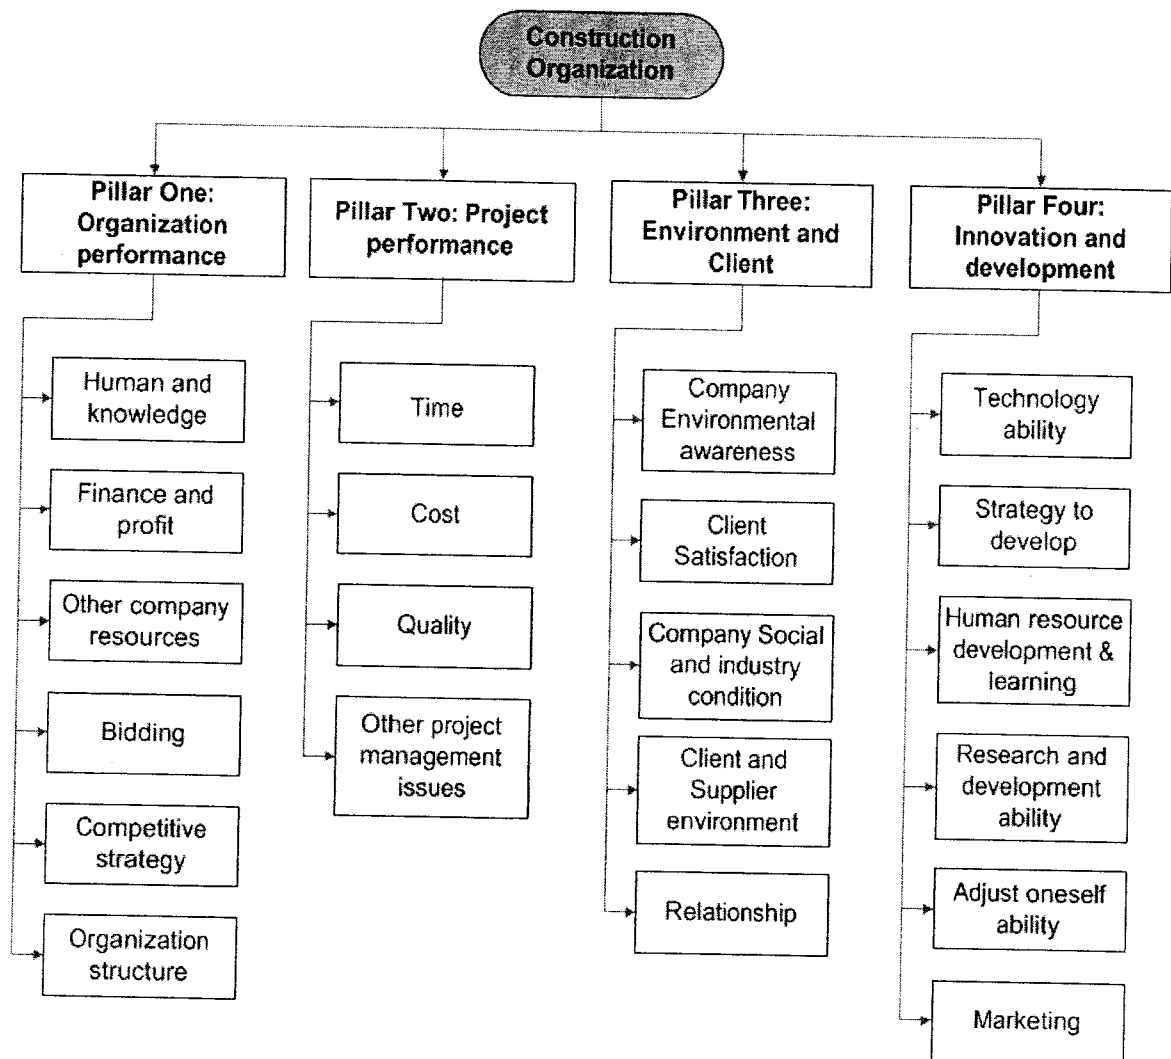 Construction
Organization
Pillar One:
Organization
performance
Human and
knowledge
Finance and
profit
Other company
resources
Bidding
Competitive
strategy
Organization
structure
Pillar Two: Project
performance
Time
Cost
Quality
Other project
management
issues
Pillar Three:
Environment and
Client
Company
Environmental
awareness
Client
Satisfaction
Company Social
and industry
condition
Client and
Supplier
environment
Relationship
Pillar Four:
Innovation and
development
Technology
ability
Strategy to
develop
Human resource
development &
learning
Research and
development
ability
Adjust oneself
ability
Marketing